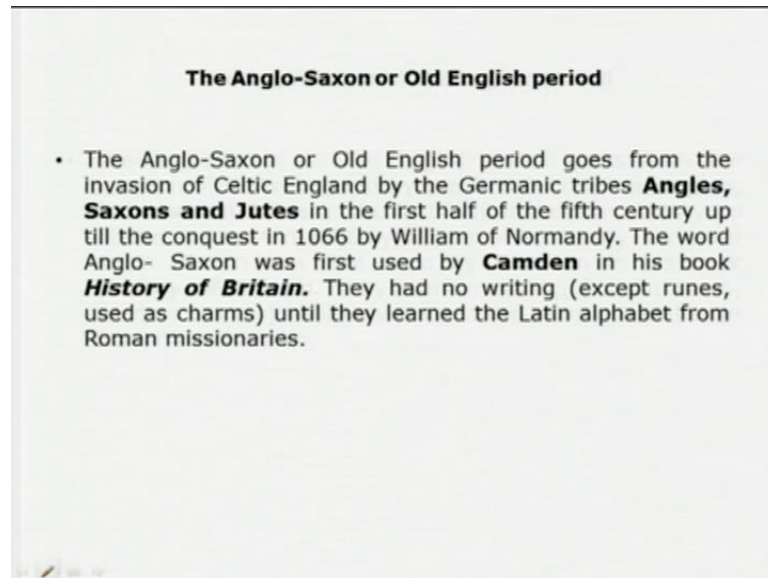 The Anglo-Saxon or Old English period
• The Anglo-Saxon or Old English period goes from the
invasion of Celtic England by the Germanic tribes Angles,
Saxons and Jutes in the first half of the fifth century up
till the conquest in 1066 by William of Normandy. The word
Anglo- Saxon was first used by Camden in his book
History of Britain. They had no writing (except runes,
used as charms) until they learned the Latin alphabet from
Roman missionaries.